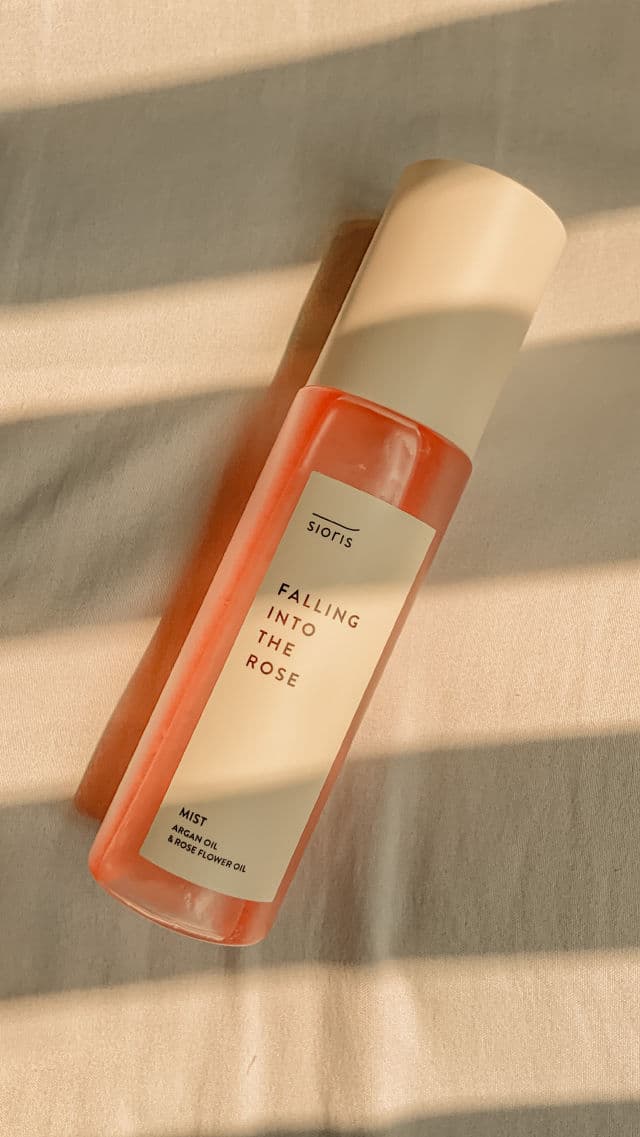 sioris
FALLING
INTO
THE
ROSE
MIST
ARGAN OIL
& ROSE FLOWER OIL